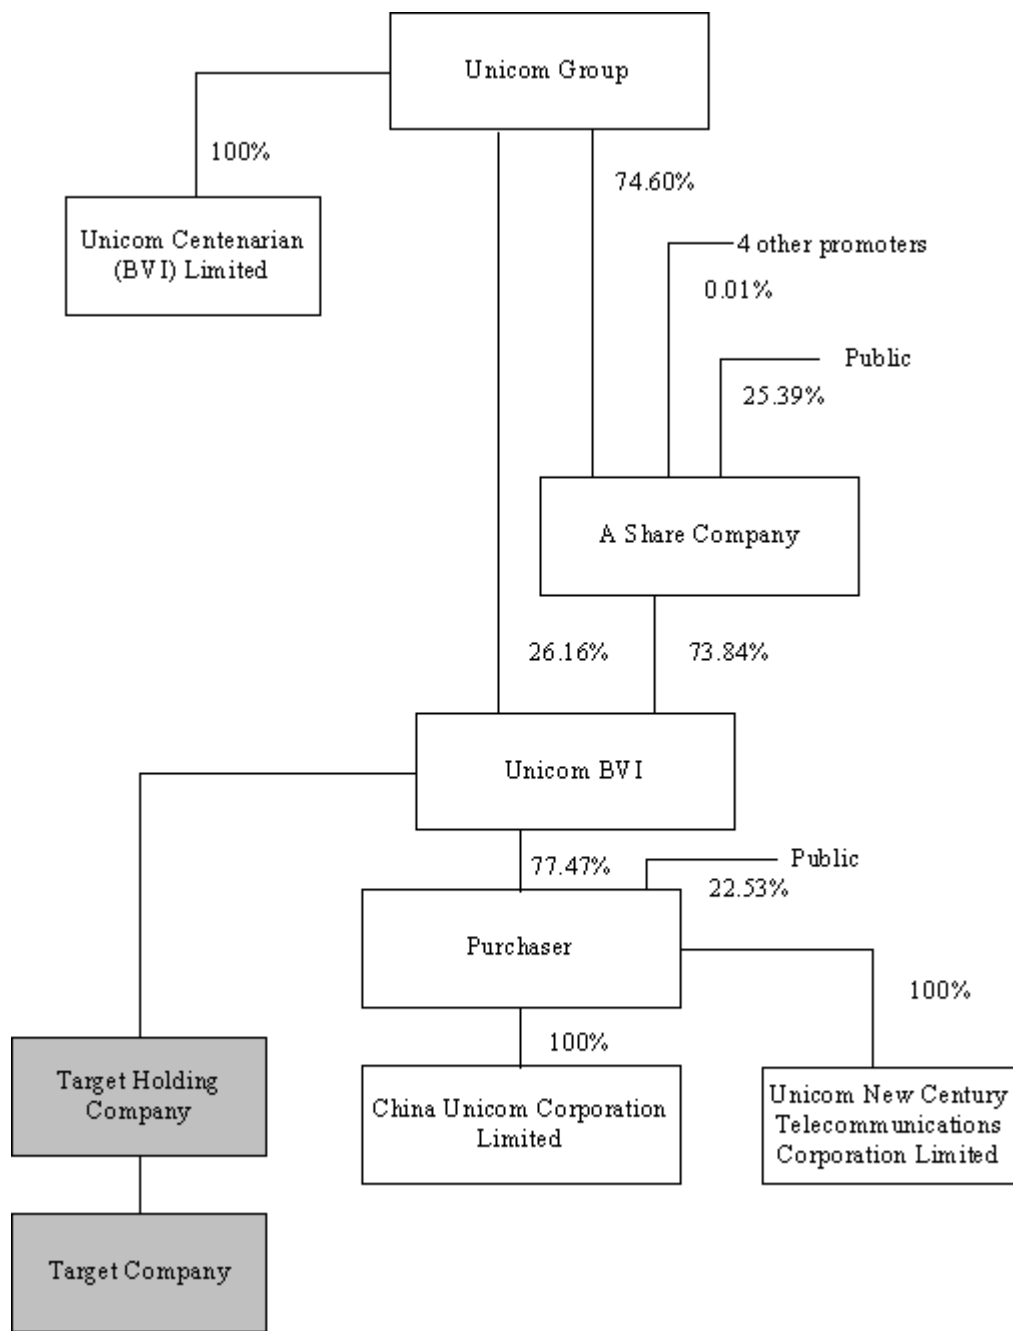 Unicom Group
100%
74.60%
Unicom Centenarian
(BVI) Limited
4 other promoters
0.01%
Public
25.39%
A Share Company
26.16%
73.84%
Unicom BVI
77.47%
Public
22.53%
Purchaser
100%
100%
Target Holding
Company
China Unicom Corporation
Limited
Unicom New Century
Telecommunications
Corporation Limited
Target Company